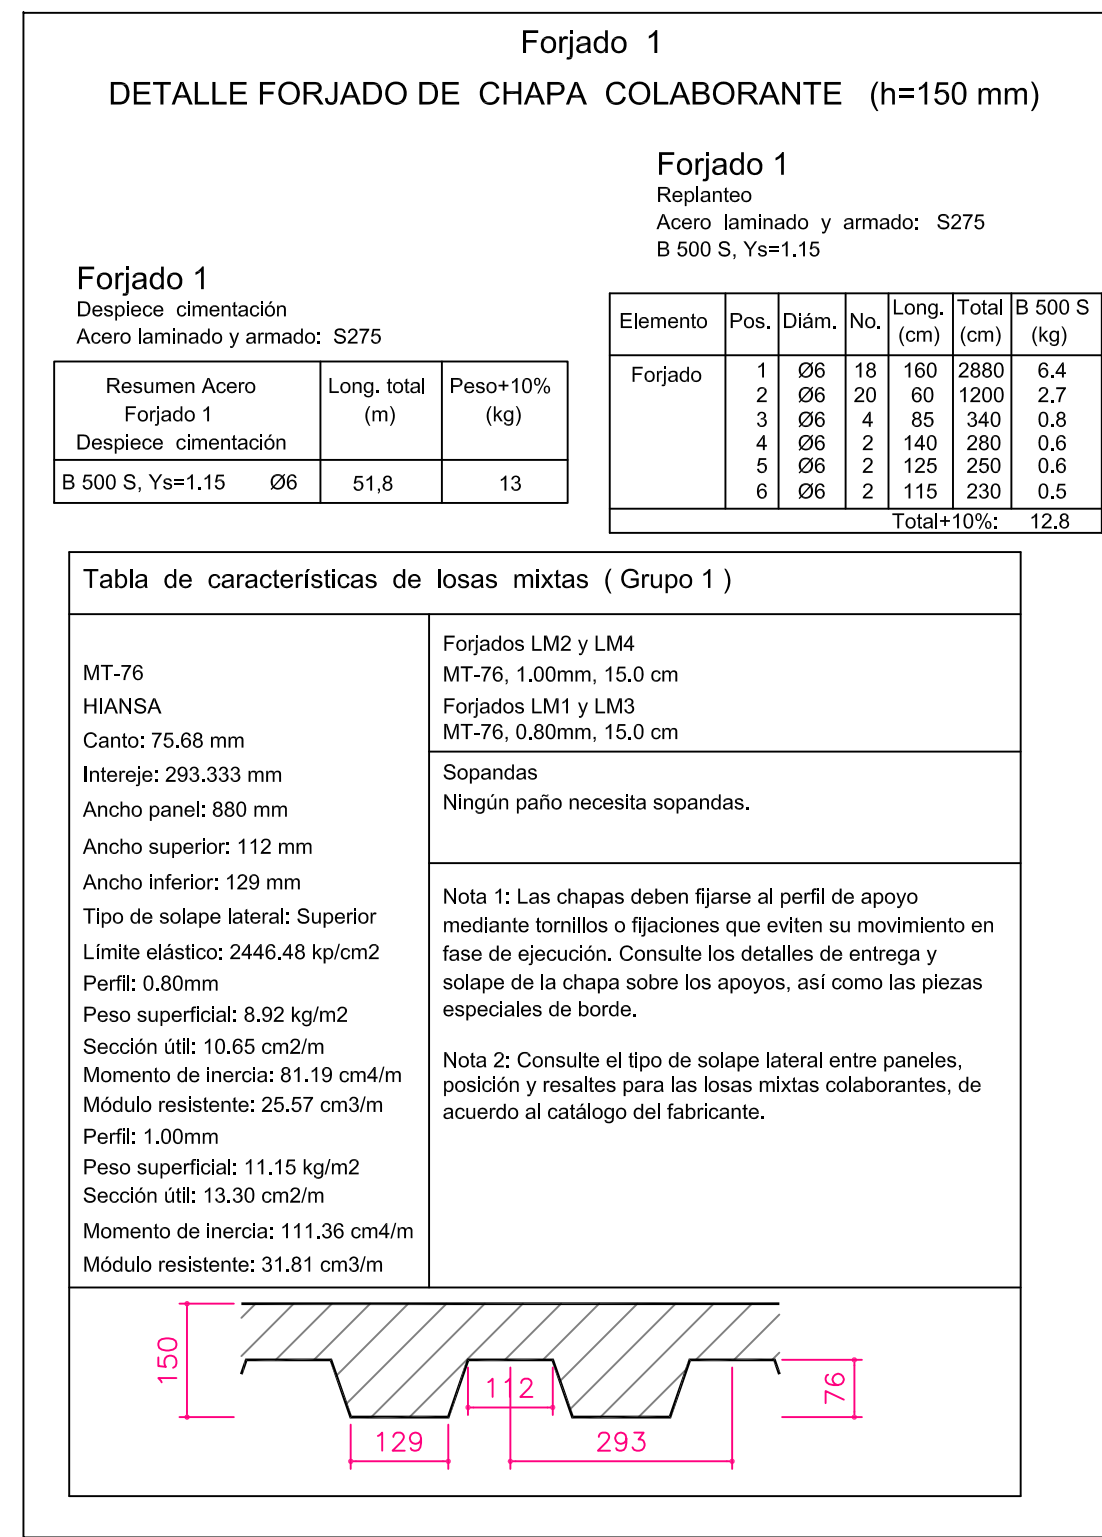 Forjado 1
DETALLE FORJADO DE CHAPA COLABORANTE (h=150 mm)
Forjado 1
Replanteo
Acero laminado y armado: S275
B 500 S, Ys=1.15
Forjado 1
Despiece cimentación
Acero laminado y armado: S275
Elemento Pos. Diám. No. Long. (cm) Total (cm) B 500 S (kg)
Forjado 1 Ø6 18 160 2880 6.4
2 Ø6 20 60 1200 2.7
3 Ø6 4 85 340 0.8
4 Ø6 2 140 280 0.6
5 Ø6 2 125 250 0.6
6 Ø6 2 115 230 0.5
Total+10%: 12.8
Resumen Acero Long. total Peso+10%
Forjado 1 (m) (kg)
Despiece cimentación
B 500 S, Ys=1.15 Ø6 51,8 13
Tabla de características de losas mixtas ( Grupo 1 )
MT-76
HIANSA
Canto: 75.68 mm
Intereje: 293.333 mm
Ancho panel: 880 mm
Ancho superior: 112 mm
Ancho inferior: 129 mm
Tipo de solape lateral: Superior
Límite elástico: 2446.48 kp/cm2
Perfil: 0.80mm
Peso superficial: 8.92 kg/m2
Sección útil: 10.65 cm2/m
Momento de inercia: 81.19 cm4/m
Módulo resistente: 25.57 cm3/m
Perfil: 1.00mm
Peso superficial: 11.15 kg/m2
Sección útil: 13.30 cm2/m
Momento de inercia: 111.36 cm4/m
Módulo resistente: 31.81 cm3/m
Forjados LM2 y LM4
MT-76, 1.00mm, 15.0 cm
Forjados LM1 y LM3
MT-76, 0.80mm, 15.0 cm
Sopandas
Ningún paño necesita sopandas.
Nota 1: Las chapas deben fijarse al perfil de apoyo
mediante tornillos o fijaciones que eviten su movimiento en
fase de ejecución. Consulte los detalles de entrega y
solape de la chapa sobre los apoyos, así como las piezas
especiales de borde.
Nota 2: Consulte el tipo de solape lateral entre paneles,
posición y resaltes para las losas mixtas colaborantes, de
acuerdo al catálogo del fabricante.
150
112
76
129
293